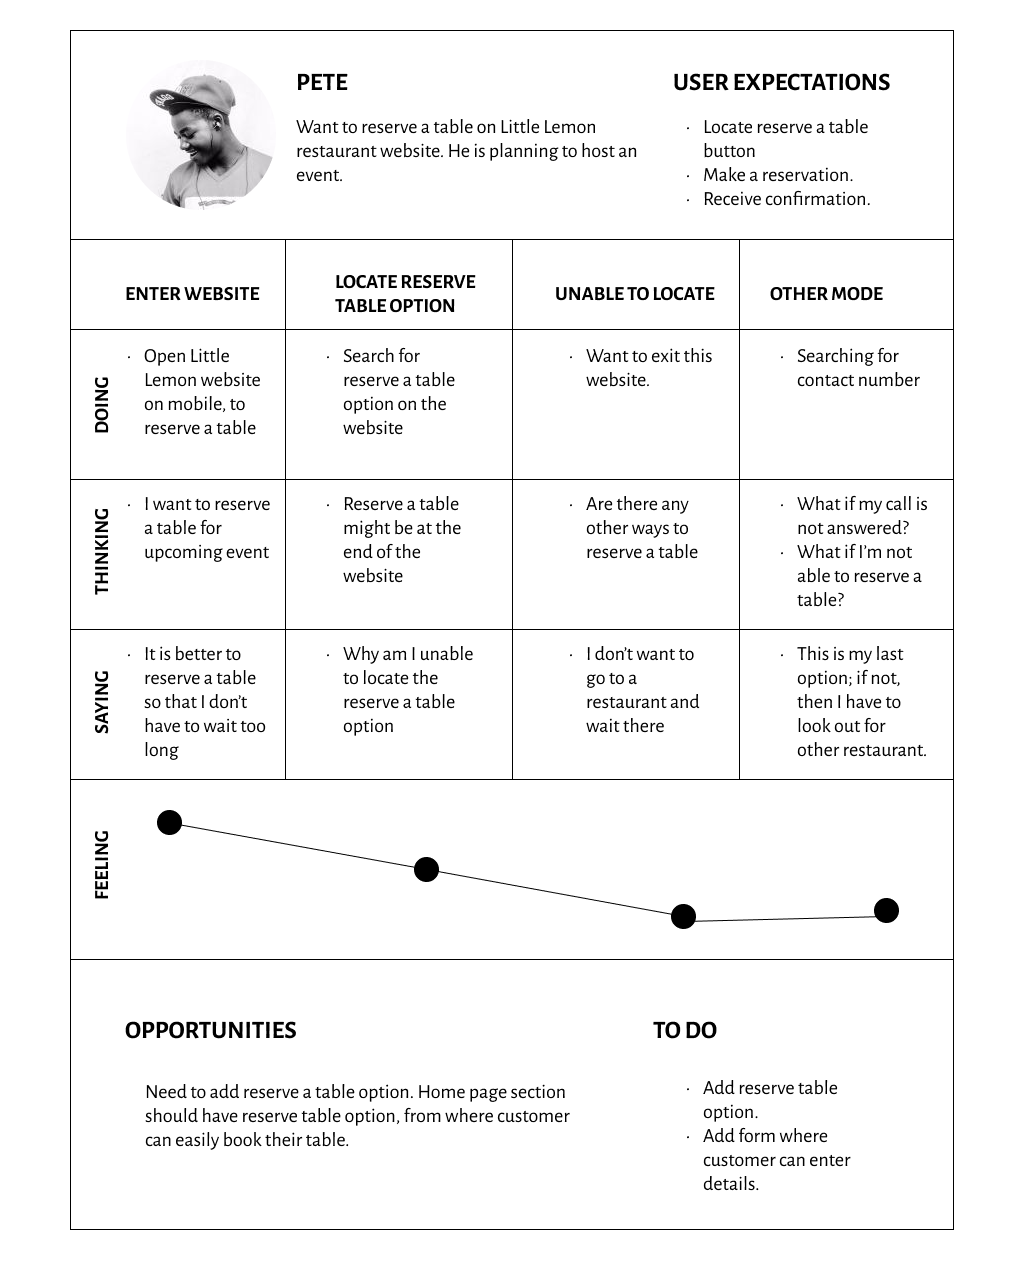 PETE
Want to reserve a table on Little Lemon
restaurant website. He is planning to host an
event.
USER EXPECTATIONS
· Locate reserve a table
button
· Make a reservation.
· Receive confirmation.
ENTER WEBSITE
LOCATE RESERVE
TABLE OPTION
UNABLE TO LOCATE
OTHER MODE
DOING
· Open Little
Lemon website
on mobile, to
reserve a table
· Search for
reserve a table
option on the
website
· Want to exit this
website.
· Searching for
contact number
THINKING
· I want to reserve
a table for
upcoming event
· Reserve a table
might be at the
end of the
website
· Are there any
other ways to
reserve a table
· What if my call is
not answered?
· What if I'm not
able to reserve a
table?
SAYING
· It is better to
reserve a table
so that I don't
have to wait too
long
· Why am I unable
to locate the
reserve a table
option
· I don't want to
go to a
restaurant and
wait there
· This is my last
option; if not,
then I have to
look out for
other restaurant.
FEELING
OPPORTUNITIES
Need to add reserve a table option. Home page section
should have reserve table option, from where customer
can easily book their table.
TO DO
· Add reserve table
option.
· Add form where
customer can enter
details.